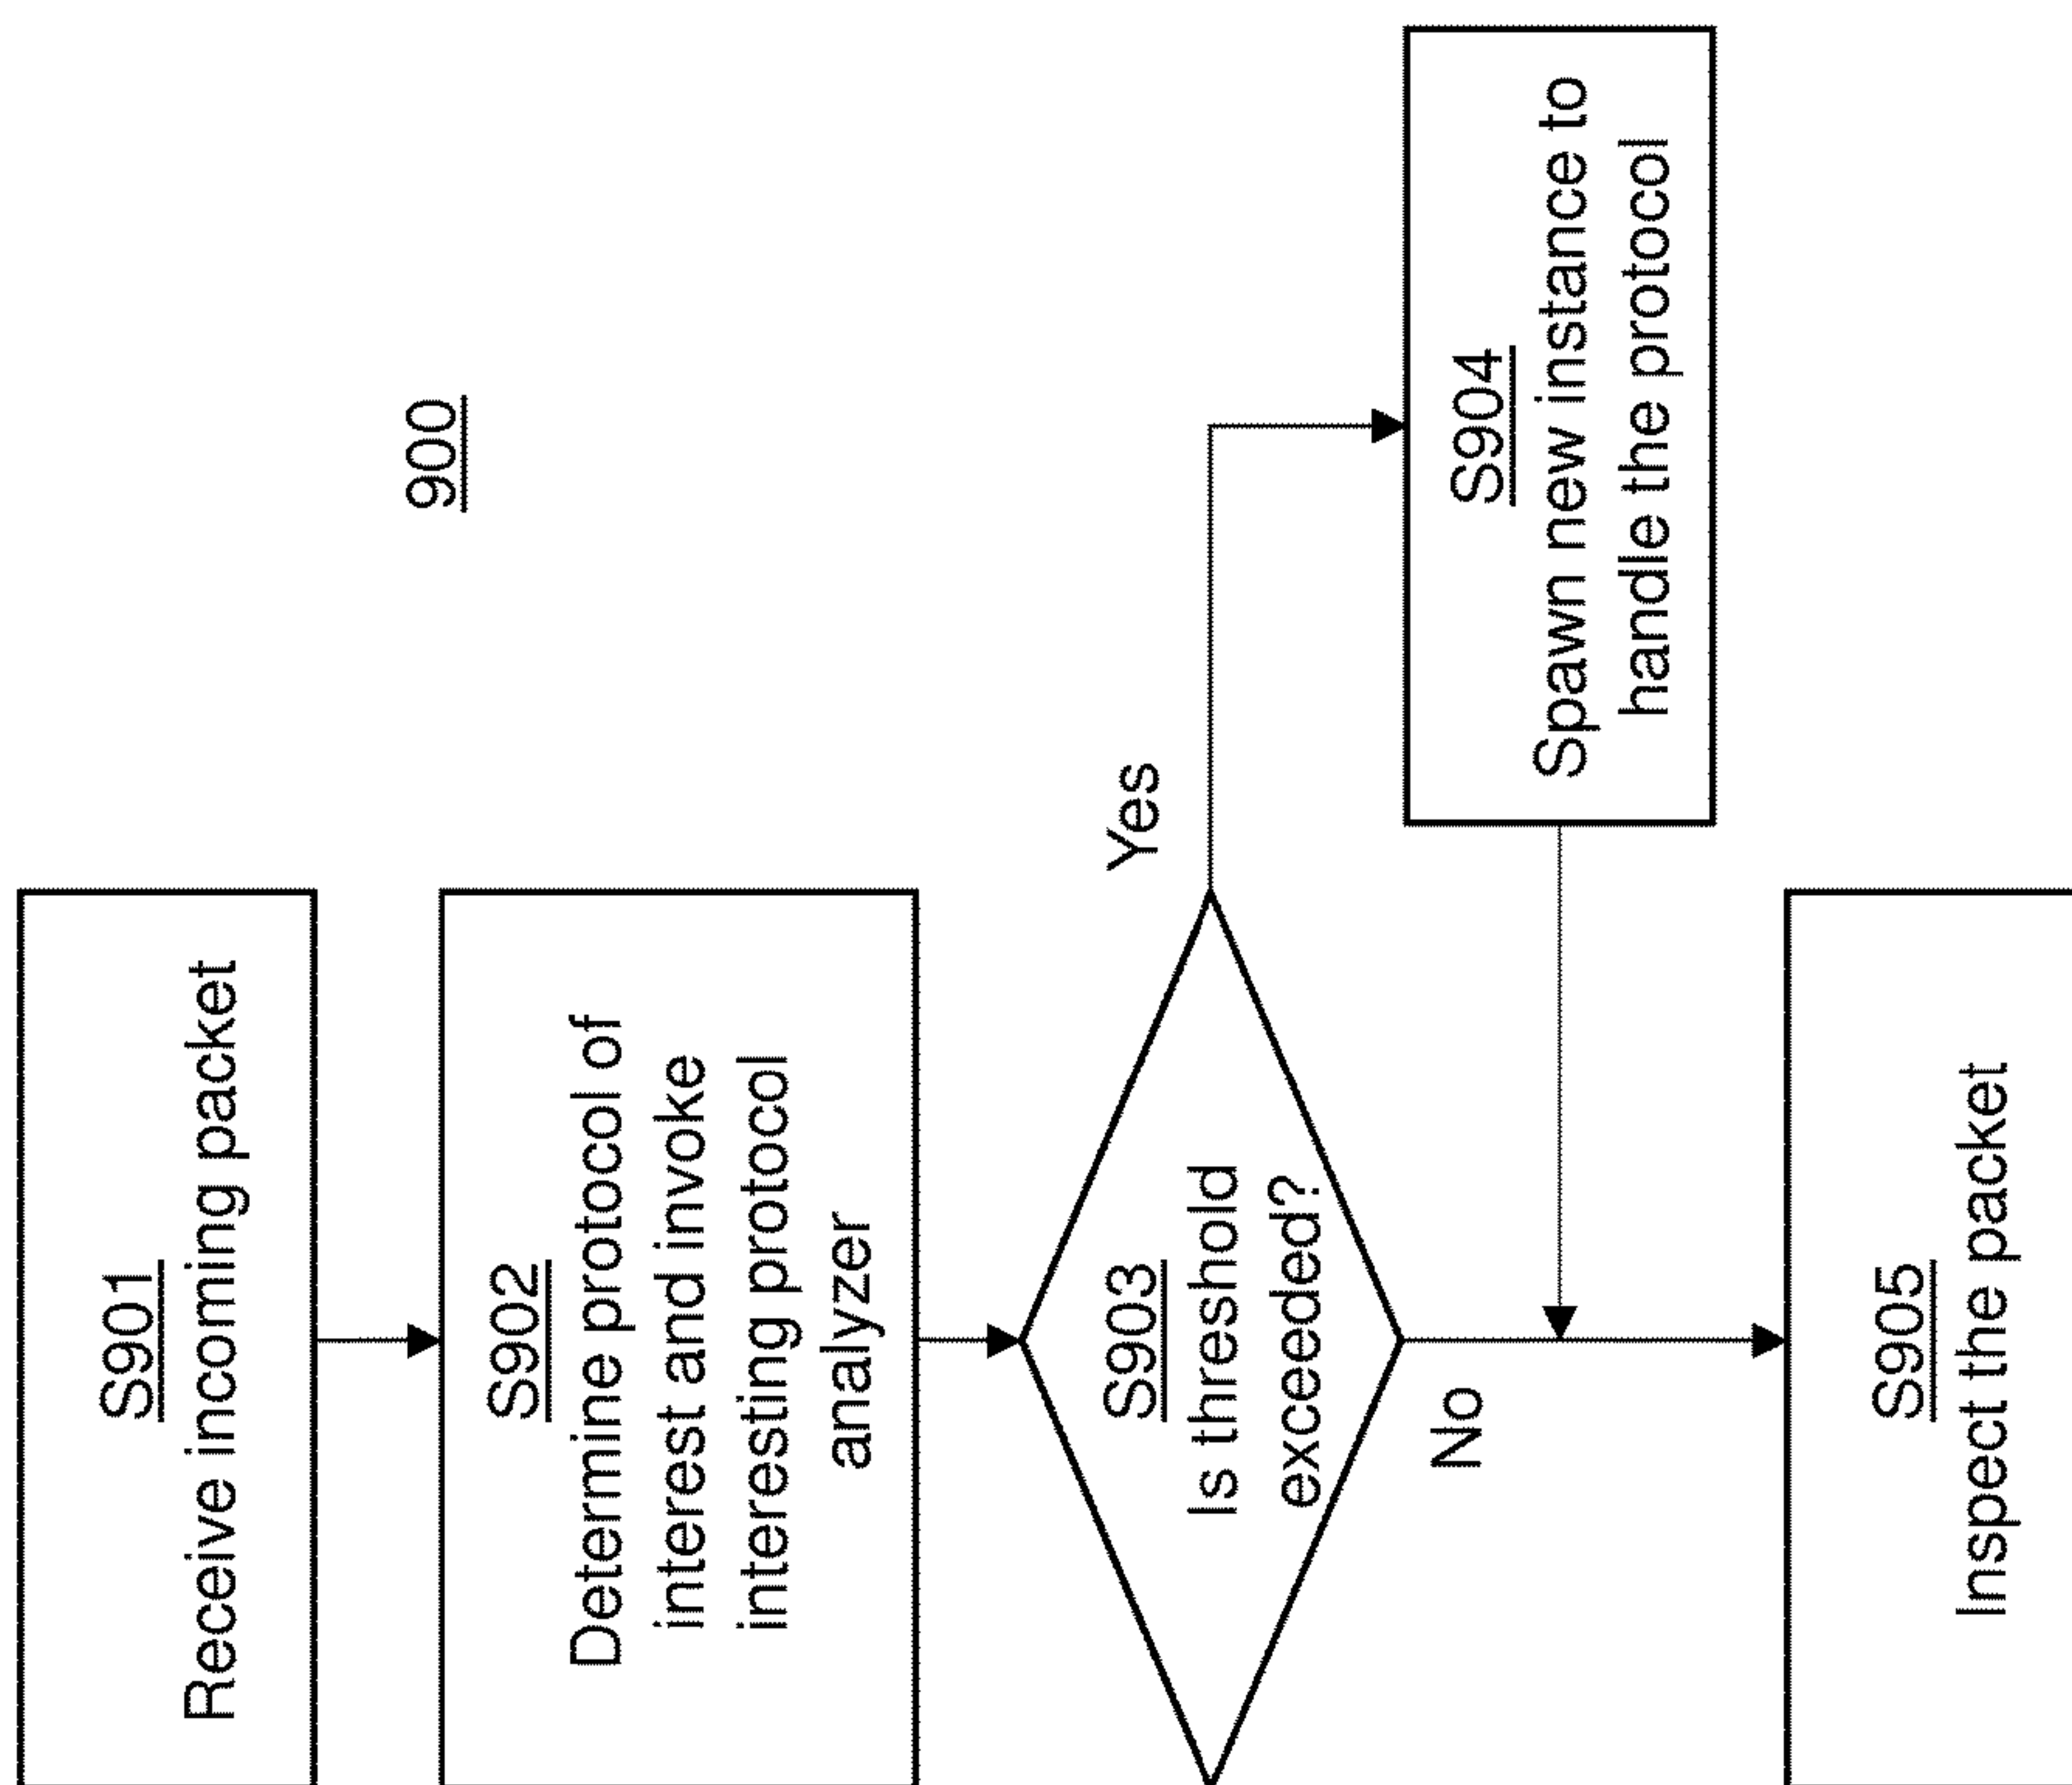 S901
Receive incoming packet
900
S902
Determine protocol of
interest and invoke
interesting protocol
analyzer
S903
Is threshold
exceeded?
Yes
No
S904
Spawn new instance to
handle the protocol
S905
Inspect the packet